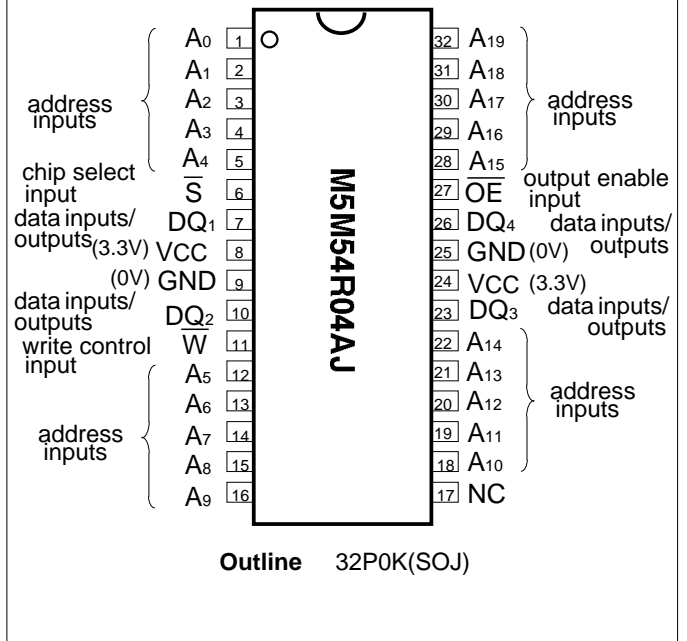 A0 1
A1 2
A2 3
A3 4
A4 5
address
inputs
chip select
input
S̅ 6
data inputs/
outputs
DQ1 7
(3.3V) VCC 8
(0V) GND 9
data inputs/
outputs
DQ2 10
write control
input
W̅ 11
A5 12
A6 13
A7 14
A8 15
A9 16
address
inputs
M5M54R04AJ
32 A19
31 A18
30 A17
29 A16
28 A15
address
inputs
27 O̅E̅
output enable
input
26 DQ4
data inputs/
outputs
25 GND (0V)
24 VCC (3.3V)
23 DQ3
data inputs/
outputs
22 A14
21 A13
20 A12
19 A11
18 A10
address
inputs
17 NC
Outline 32P0K(SOJ)